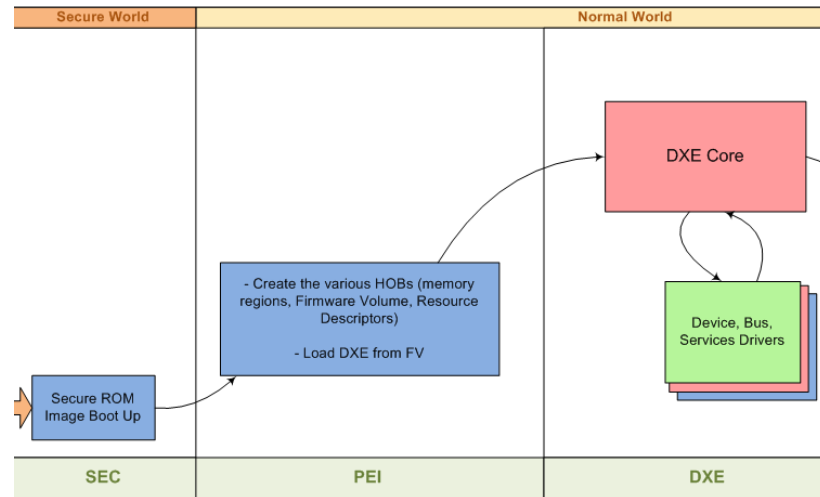 Secure World
Normal World
DXE Core
- Create the various HOBs (memory
regions, Firmware Volume, Resource
Descriptors)
- Load DXE from FV
Device, Bus,
Services Drivers
Secure ROM
Image Boot Up
SEC
PEI
DXE